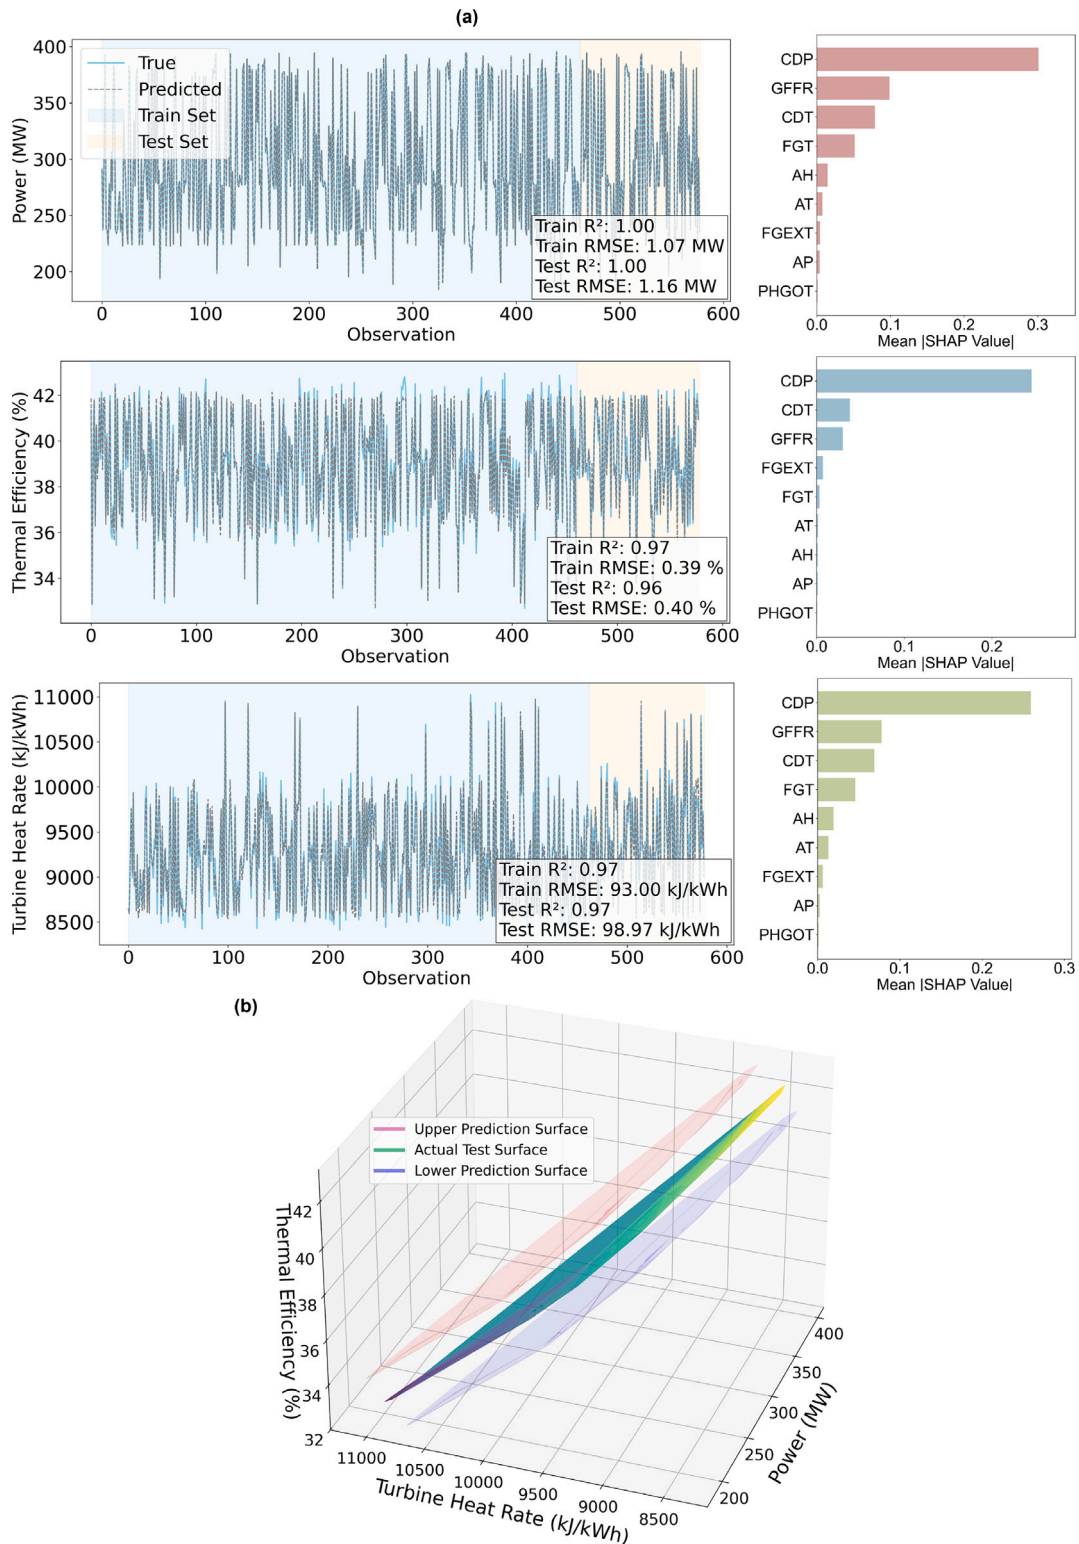 (a)
400
350
300
250
200
Power (MW)
True
Predicted
Train Set
Test Set
Train R²: 1.00
Train RMSE: 1.07 MW
Test R²: 1.00
Test RMSE: 1.16 MW
0 100 200 300 400 500 600
Observation
CDP
GFFR
CDT
FGT
AH
AT
FGEXT
AP
PHGOT
0.0 0.1 0.2 0.3
Mean |SHAP Value|
42
40
38
36
34
Thermal Efficiency (%)
Train R²: 0.97
Train RMSE: 0.39 %
Test R²: 0.96
Test RMSE: 0.40 %
0 100 200 300 400 500 600
Observation
CDP
CDT
GFFR
FGEXT
FGT
AT
AH
AP
PHGOT
0.0 0.1 0.2
Mean |SHAP Value|
11000
10500
10000
9500
9000
8500
Turbine Heat Rate (kJ/kWh)
Train R²: 0.97
Train RMSE: 93.00 kJ/kWh
Test R²: 0.97
Test RMSE: 98.97 kJ/kWh
0 100 200 300 400 500 600
Observation
CDP
GFFR
CDT
FGT
AH
AT
FGEXT
AP
PHGOT
0.0 0.1 0.2 0.3
Mean |SHAP Value|
(b)
Upper Prediction Surface
Actual Test Surface
Lower Prediction Surface
42
40
38
36
34
32
Thermal Efficiency (%)
11000
10500
10000
9500
9000
8500
Turbine Heat Rate (kJ/kWh)
400
350
300
250
200
Power (MW)